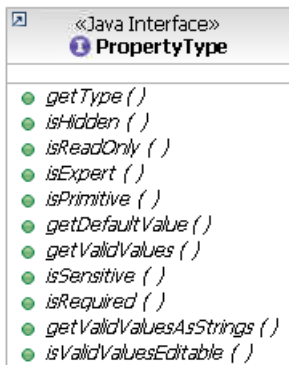 «Java Interface»
PropertyType
getType ( )
isHidden ( )
isReadOnly ( )
isExpert ( )
isPrimitive ( )
getDefaultValue ( )
getValidValues ( )
isSensitive ( )
isRequired ( )
getValidValuesAsStrings ( )
isValidValuesEditable ( )